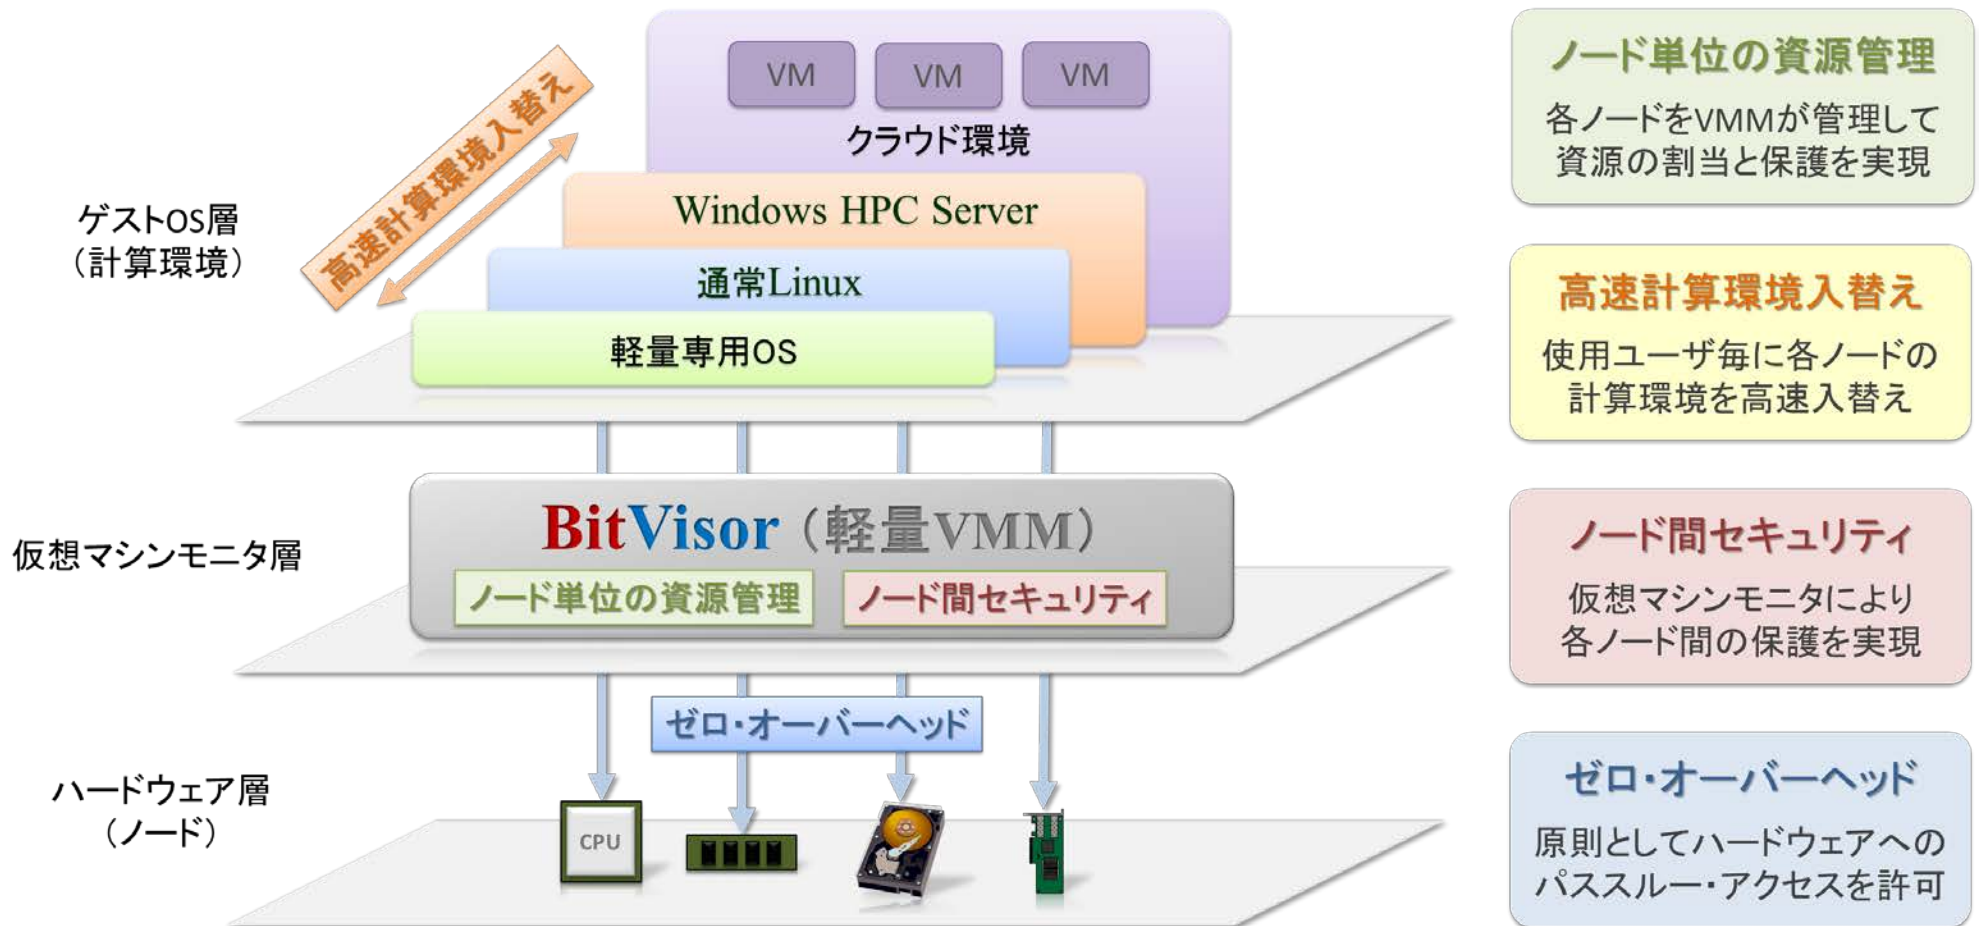 VM
VM
VM
クラウド環境
高速計算環境入替え
Windows HPC Server
通常Linux
軽量専用OS
ゲストOS層
(計算環境)
仮想マシンモニタ層
BitVisor (軽量VMM)
ノード単位の資源管理
ノード間セキュリティ
ゼロ・オーバーヘッド
ハードウェア層
(ノード)
CPU
ノード単位の資源管理
各ノードをVMMが管理して
資源の割当と保護を実現
高速計算環境入替え
使用ユーザ毎に各ノードの
計算環境を高速入替え
ノード間セキュリティ
仮想マシンモニタにより
各ノード間の保護を実現
ゼロ・オーバーヘッド
原則としてハードウェアへの
パススルー・アクセスを許可